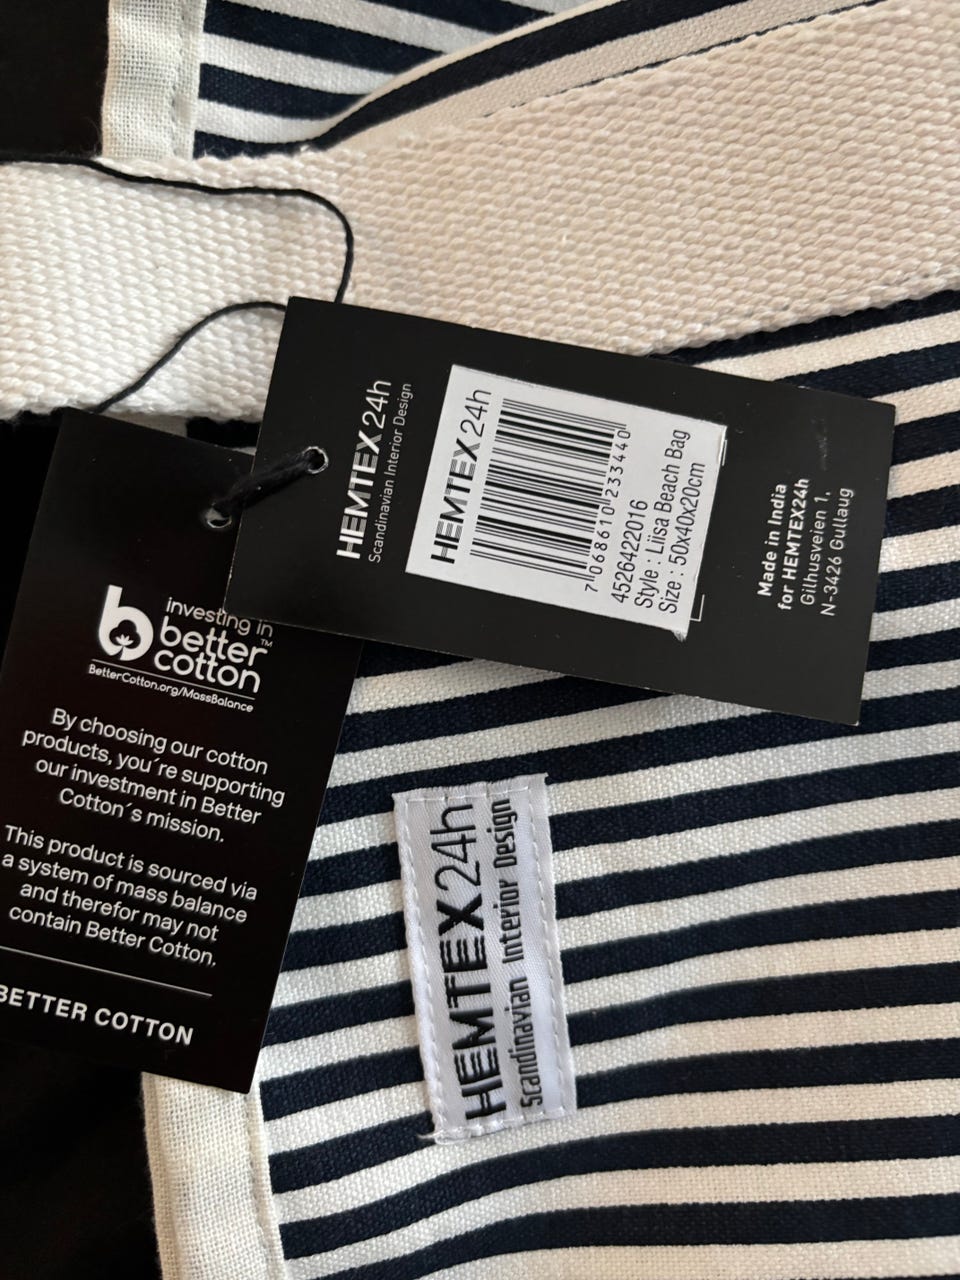 HEMTEX 24h
Scandinavian Interior Design
HEMTEX 24h
7 068610 233440
4526422016
Style : Liisa Beach Bag
Size : 50x40x20cm
Made in India
for HEMTEX24h
Gilhusveien 1,
N-3426 Gullaug
investing in
better™
cotton
BetterCotton.org/MassBalance
By choosing our cotton
products, you´re supporting
our investment in Better
Cotton´s mission.
This product is sourced via
a system of mass balance
and therefor may not
contain Better Cotton.
BETTER COTTON
HEMTEX24h
Scandinavian Interior Design